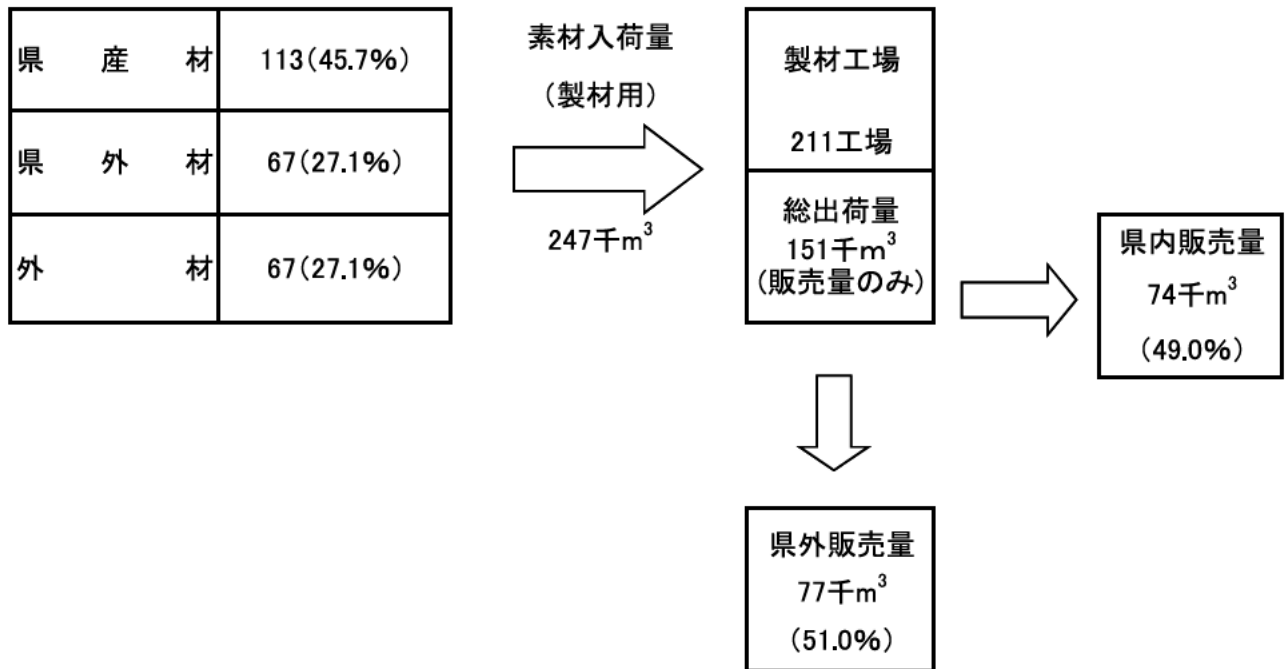 県産材 113(45.7%)
県外材 67(27.1%)
外材 67(27.1%)
素材入荷量
(製材用)
247千m³
製材工場
211工場
総出荷量
151千m³
(販売量のみ)
県内販売量
74千m³
(49.0%)
県外販売量
77千m³
(51.0%)